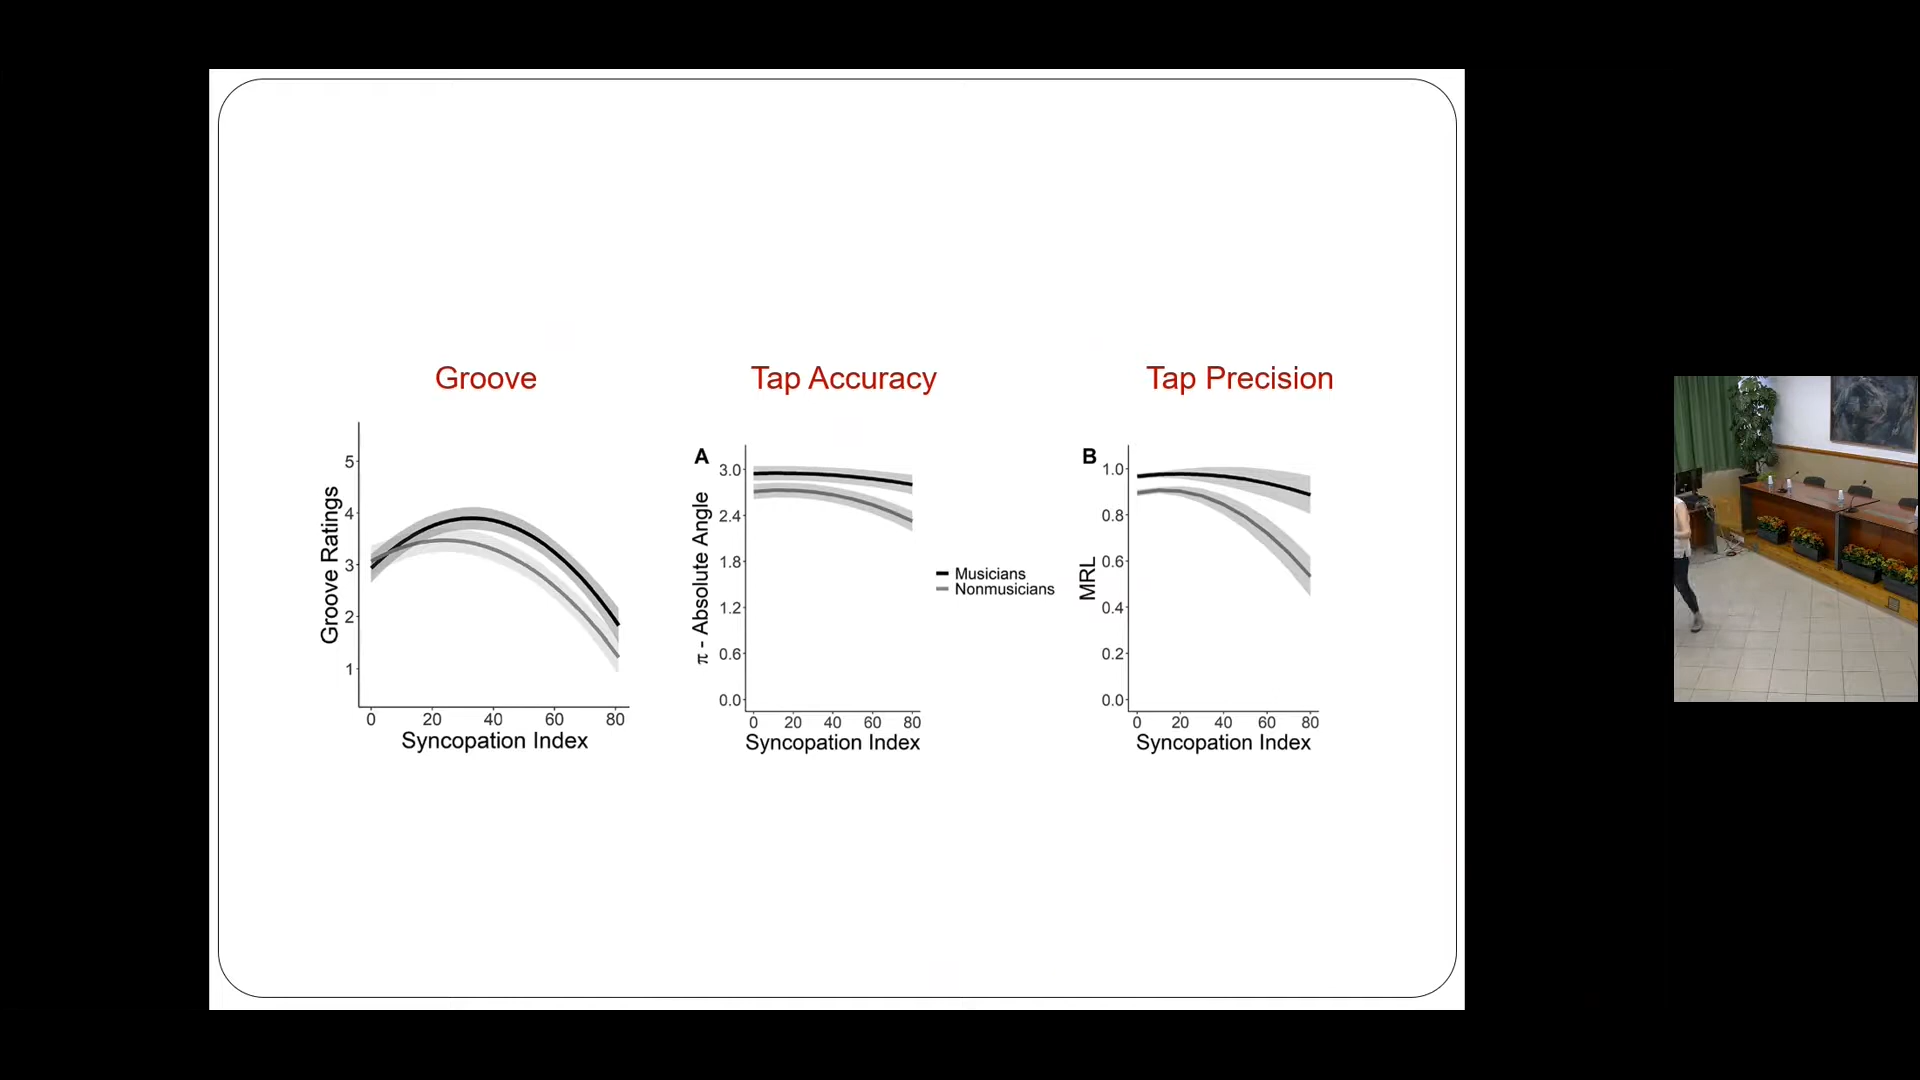 Groove
Tap Accuracy
Tap Precision
Groove Ratings
5
4
3
2
1
0 20 40 60 80
Syncopation Index
A
π - Absolute Angle
3.0
2.4
1.8
1.2
0.6
0.0
0 20 40 60 80
Syncopation Index
Musicians
Nonmusicians
B
MRL
1.0
0.8
0.6
0.4
0.2
0.0
0 20 40 60 80
Syncopation Index